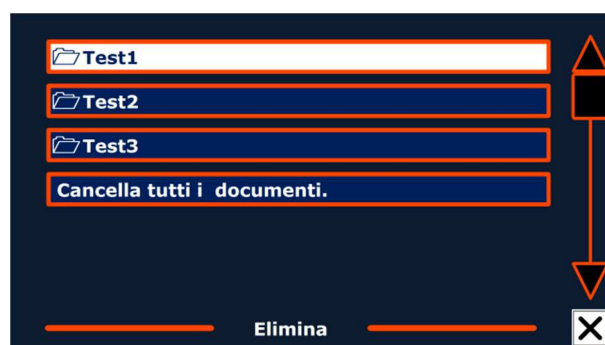 Test1
Test2
Test3
Cancella tutti i documenti.
Elimina